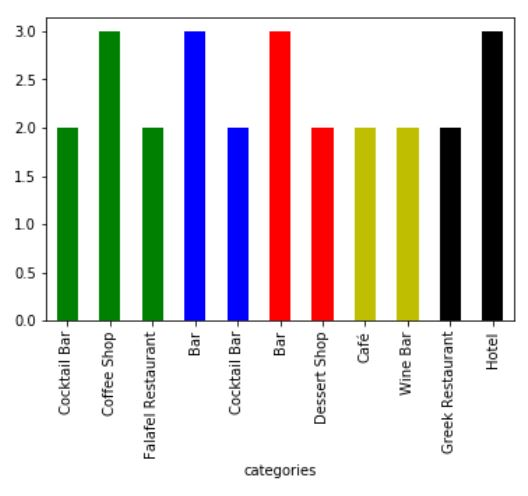 3.0
2.5
2.0
1.5
1.0
0.5
0.0
Cocktail Bar
Coffee Shop
Falafel Restaurant
Bar
Cocktail Bar
Bar
Dessert Shop
Café
Wine Bar
Greek Restaurant
Hotel
categories